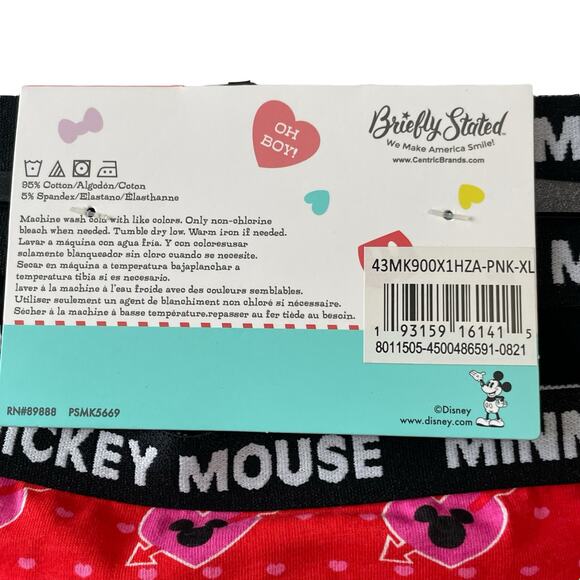 OH
BOY!
Briefly Stated
We Make America Smile!
www.CentricBrands.com
95% Cotton/Algodón/Coton
5% Spandex/Elastano/Élasthanne
Machine wash cold with like colors. Only non-chlorine
bleach when needed. Tumble dry low. Warm iron if needed.
Lavar a máquina con agua fria. Y con coloresusar
solamente blanqueador sin cloro cuando se necesite.
Secar en máquina a temperatura bajaplanchar a
temperatura tibia si es necesario.
laver à la machine à l'eau froide avec des couleurs semblables.
Utiliser seulement un agent de blanchiment non chloré si nécessaire.
Sécher à la machine à basse température.repasser au fer tiède au besoin.
43MK900X1HZA-PNK-XL
1 93159 16141 5
8011505-4500486591-0821
RN#89888 PSMK5669
©Disney
www.disney.com
MICKEY MOUSE MINN